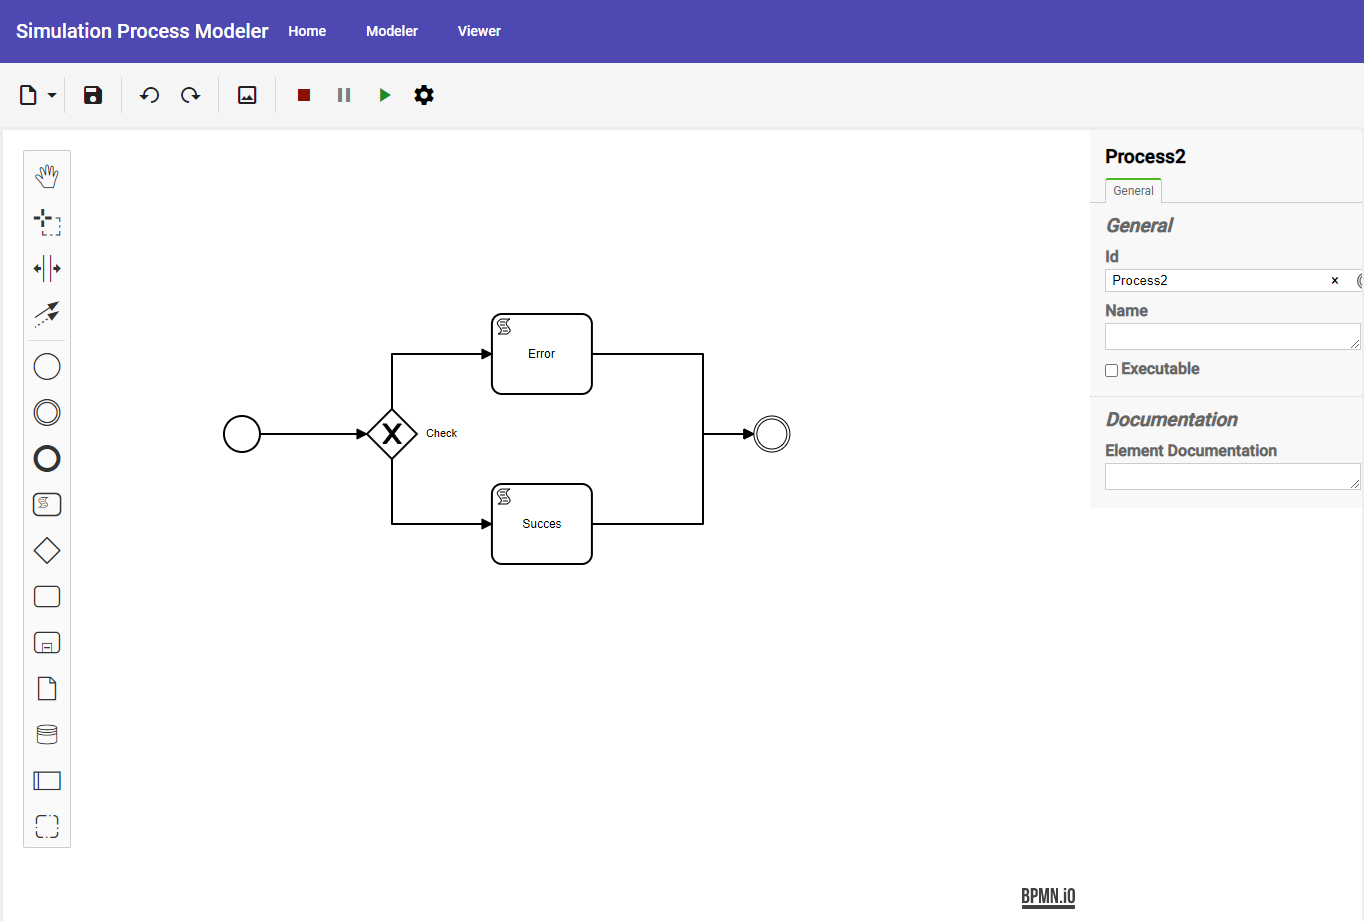 Simulation Process Modeler Home Modeler Viewer
Process2
General
General
Id
Process2
Name
Executable
Documentation
Element Documentation
Error
Check
Succes
BPMN.iO